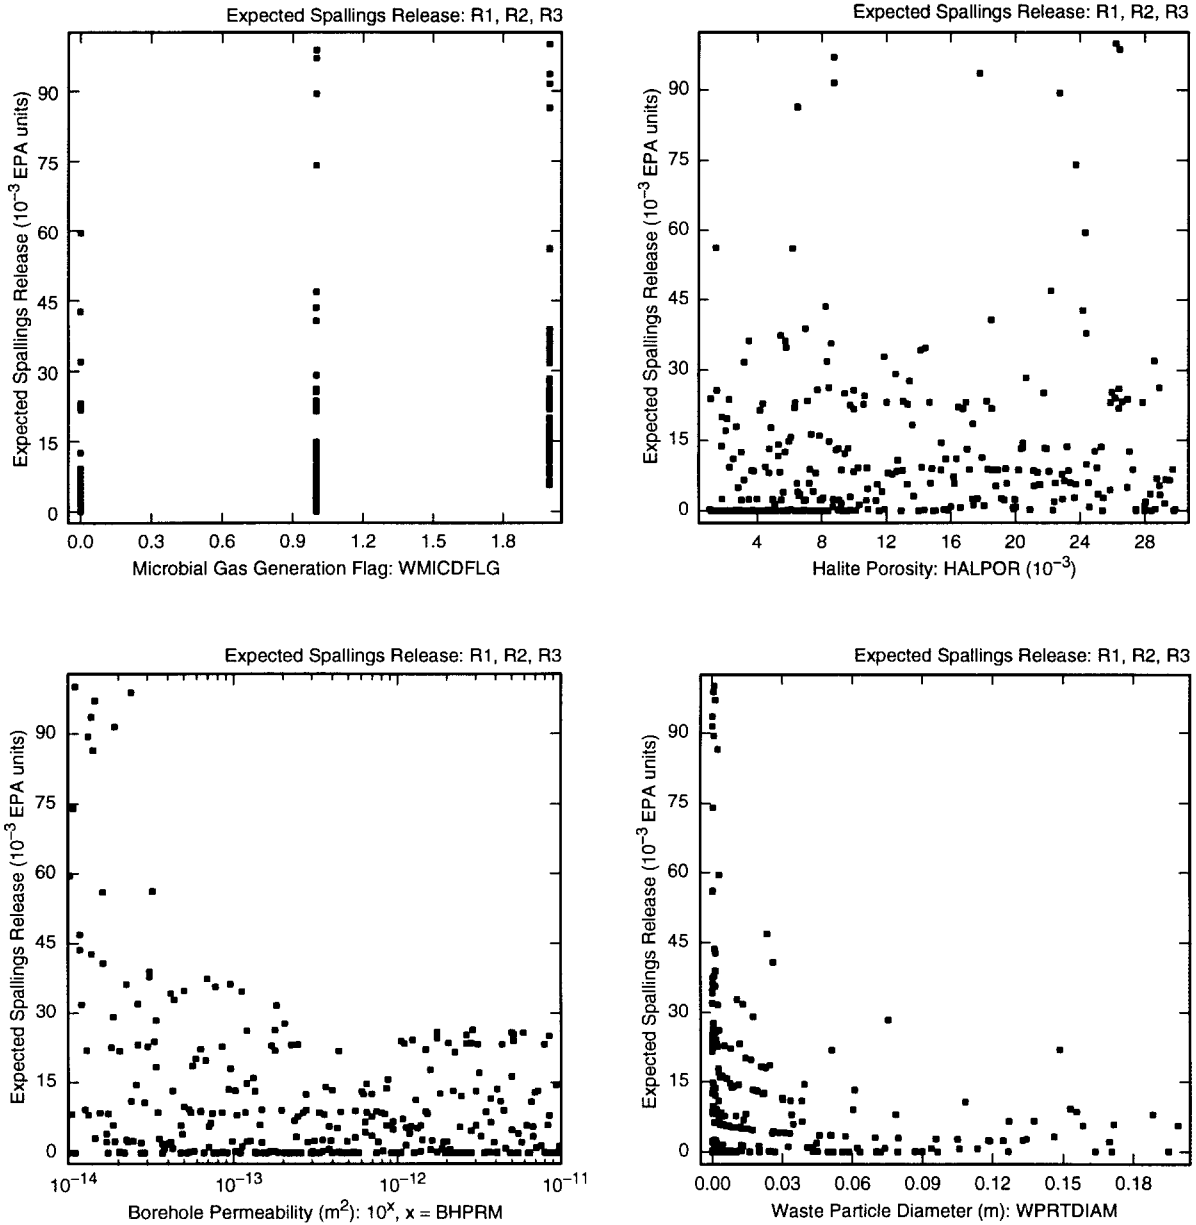 Expected Spallings Release: R1, R2, R3
Expected Spallings Release (10⁻³ EPA units)
90
75
60
45
30
15
0
0.0 0.3 0.6 0.9 1.2 1.5 1.8
Microbial Gas Generation Flag: WMICDFLG
Expected Spallings Release: R1, R2, R3
Expected Spallings Release (10⁻³ EPA units)
90
75
60
45
30
15
0
4 8 12 16 20 24 28
Halite Porosity: HALPOR (10⁻³)
Expected Spallings Release: R1, R2, R3
Expected Spallings Release (10⁻³ EPA units)
90
75
60
45
30
15
0
10⁻¹⁴ 10⁻¹³ 10⁻¹² 10⁻¹¹
Borehole Permeability (m²): 10ˣ, x = BHPRM
Expected Spallings Release: R1, R2, R3
Expected Spallings Release (10⁻³ EPA units)
90
75
60
45
30
15
0
0.00 0.03 0.06 0.09 0.12 0.15 0.18
Waste Particle Diameter (m): WPRTDIAM